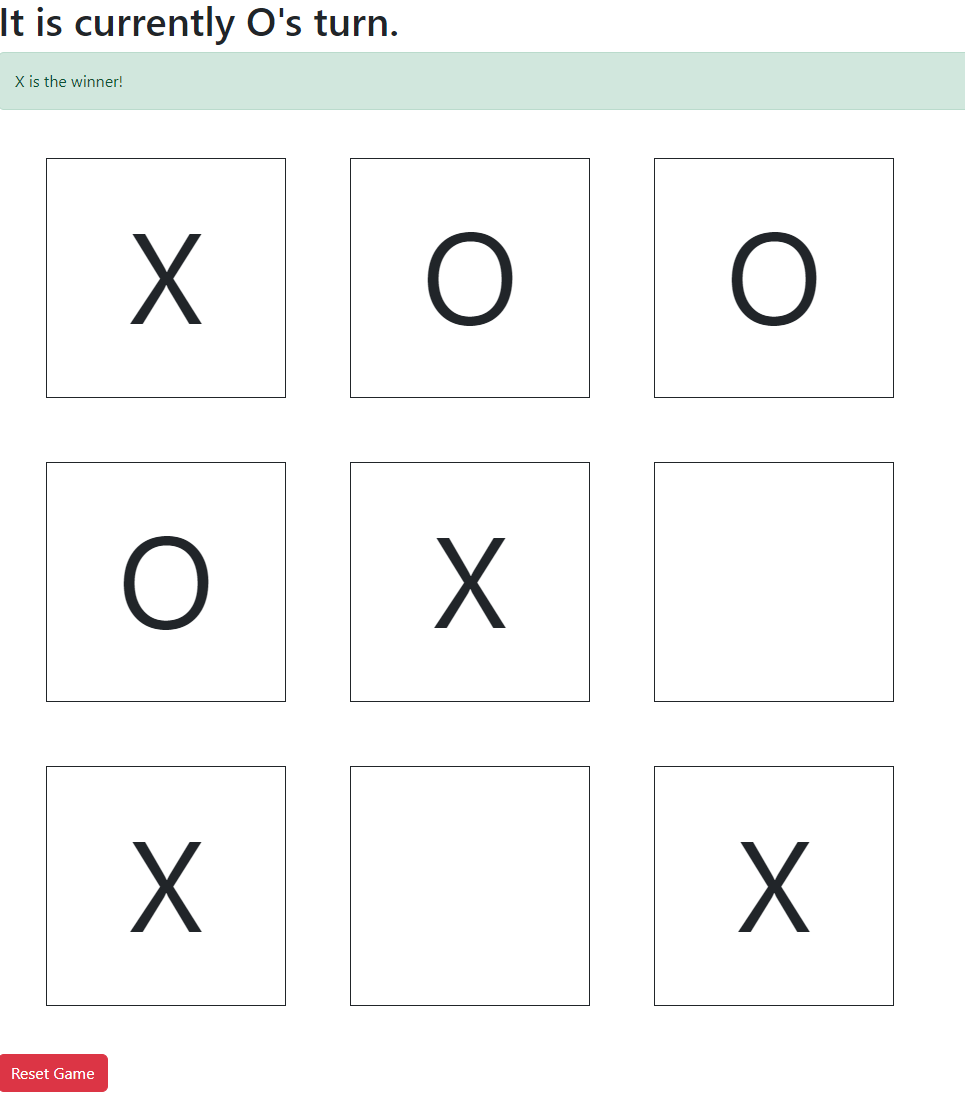 It is currently O's turn.
X is the winner!
X O O
O X
X X
Reset Game